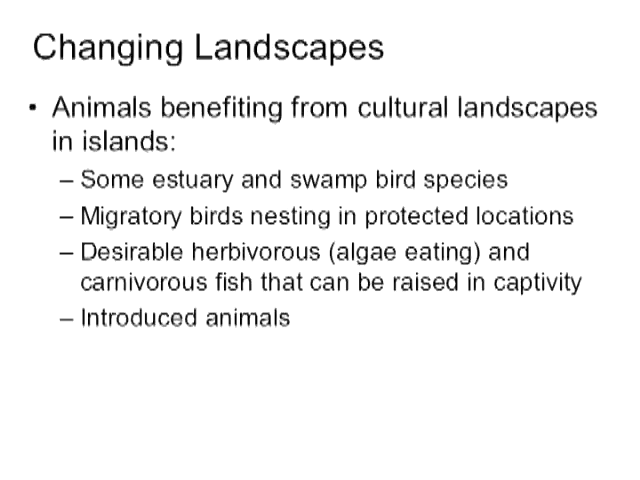 Changing Landscapes
• Animals benefiting from cultural landscapes
in islands:
– Some estuary and swamp bird species
– Migratory birds nesting in protected locations
– Desirable herbivorous (algae eating) and
carnivorous fish that can be raised in captivity
– Introduced animals